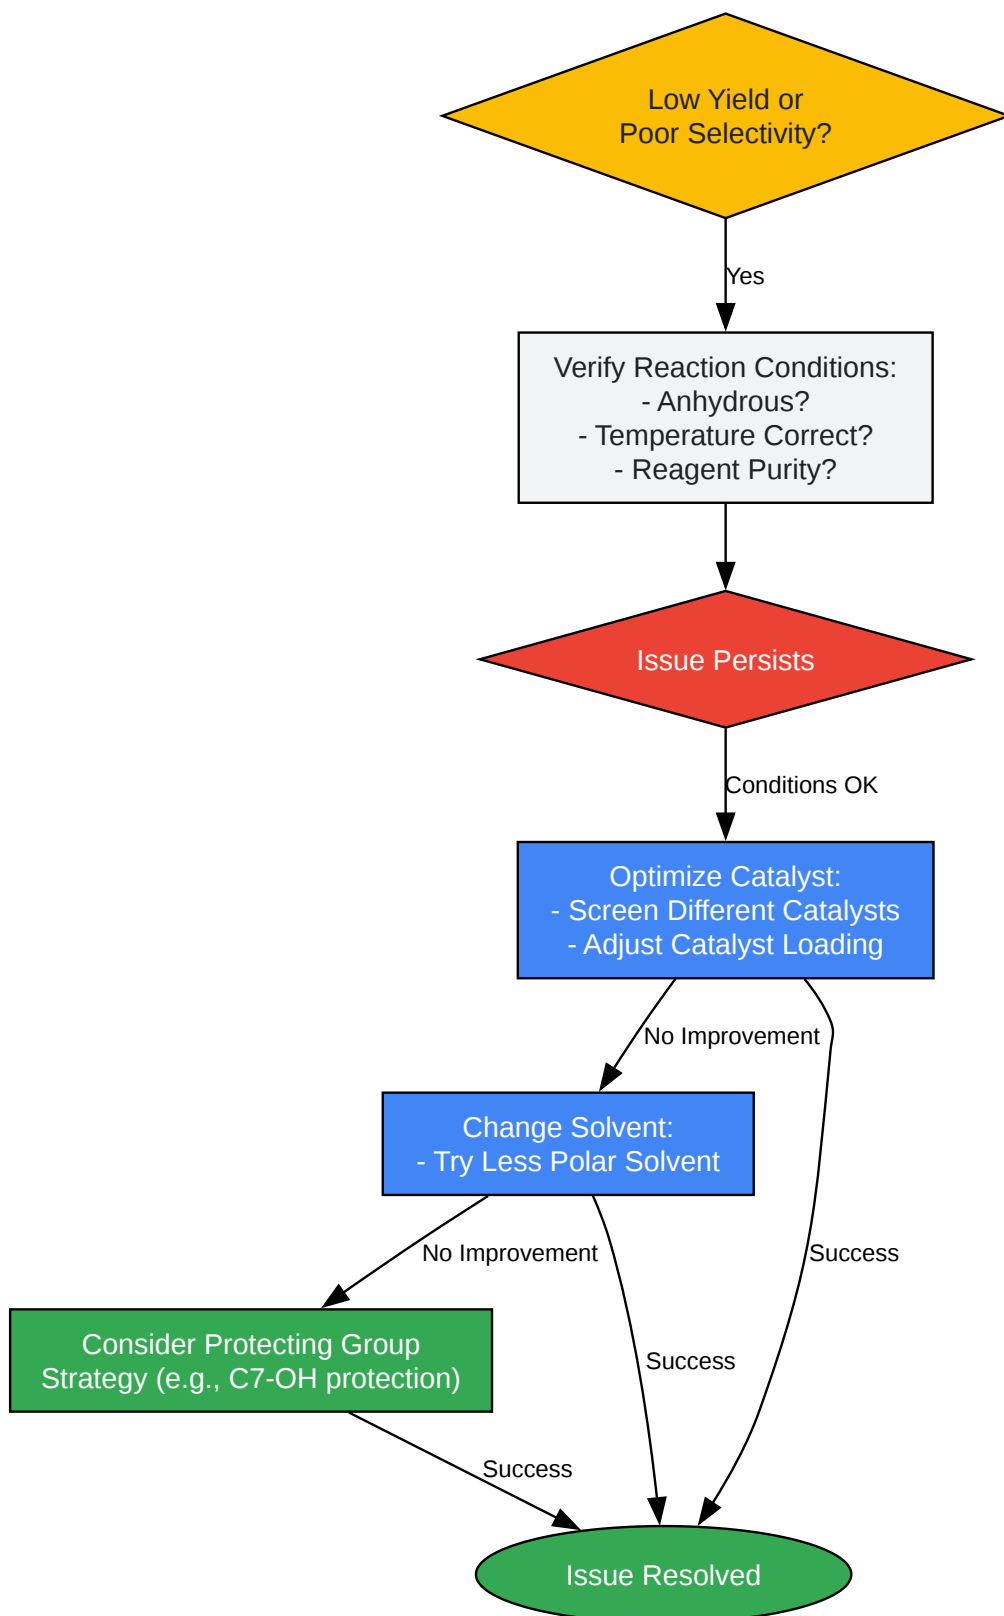 Low Yield or
Poor Selectivity?
Yes
Verify Reaction Conditions:
- Anhydrous?
- Temperature Correct?
- Reagent Purity?
Issue Persists
Conditions OK
Optimize Catalyst:
- Screen Different Catalysts
- Adjust Catalyst Loading
No Improvement
Change Solvent:
- Try Less Polar Solvent
No Improvement
Success
Consider Protecting Group
Strategy (e.g., C7-OH protection)
Success
Success
Issue Resolved